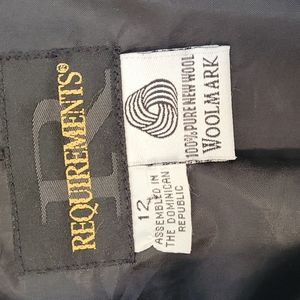 REQUIREMENTS®
R
100% PURE NEW WOOL
WOOLMARK
12
ASSEMBLED IN
THE DOMINICAN
REPUBLIC